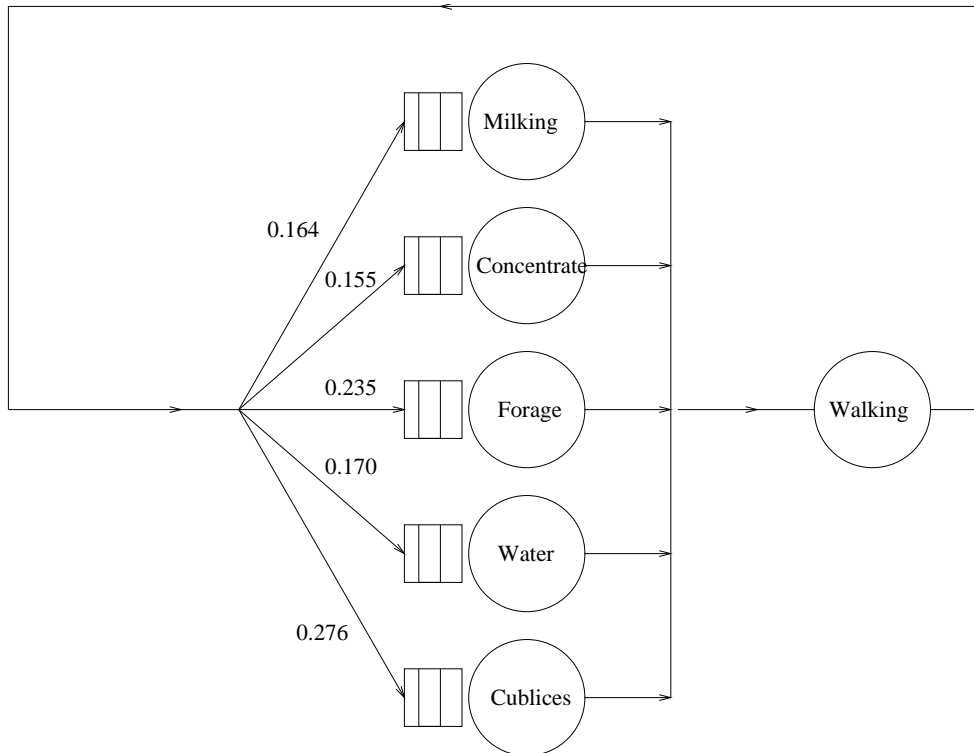 Milking
0.164
Concentrate
0.155
0.235
Forage
Walking
0.170
Water
0.276
Cublices